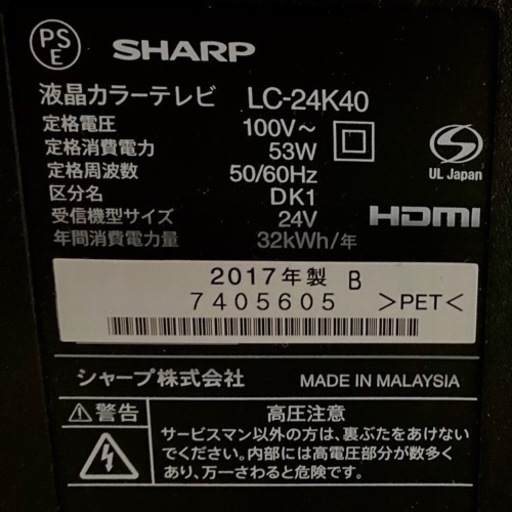 PS
E
SHARP
液晶カラーテレビ LC-24K40
定格電圧 100V～
定格消費電力 53W
定格周波数 50/60Hz
区分名 DK1
受信機型サイズ 24V
年間消費電力量 32kWh/年
S
UL Japan
HDMI
2017年製 B
7405605 >PET<
シャープ株式会社 MADE IN MALAYSIA
警告
高圧注意
サービスマン以外の方は、裏ぶたをあけない
でください。内部には高電圧部分が数多く
あり、万一さわると危険です。